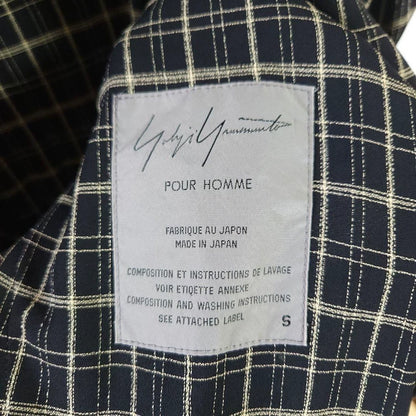 Yohji Yamamoto
POUR HOMME
FABRIQUE AU JAPON
MADE IN JAPAN
COMPOSITION ET INSTRUCTIONS DE LAVAGE
VOIR ETIQETTE ANNEXE
COMPOSITION AND WASHING INSTRUCTIONS
SEE ATTACHED LABEL S